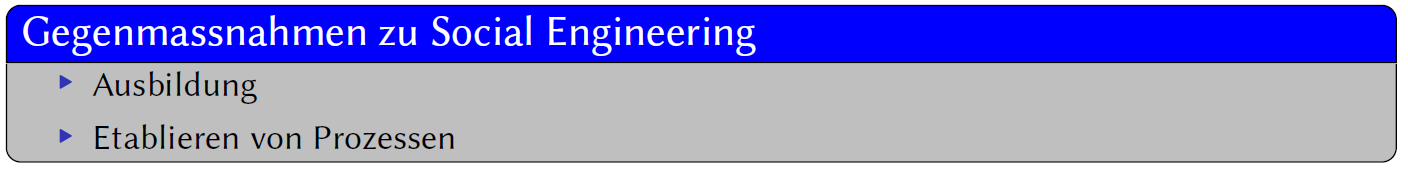 Gegenmassnahmen zu Social Engineering
Ausbildung
Etablieren von Prozessen